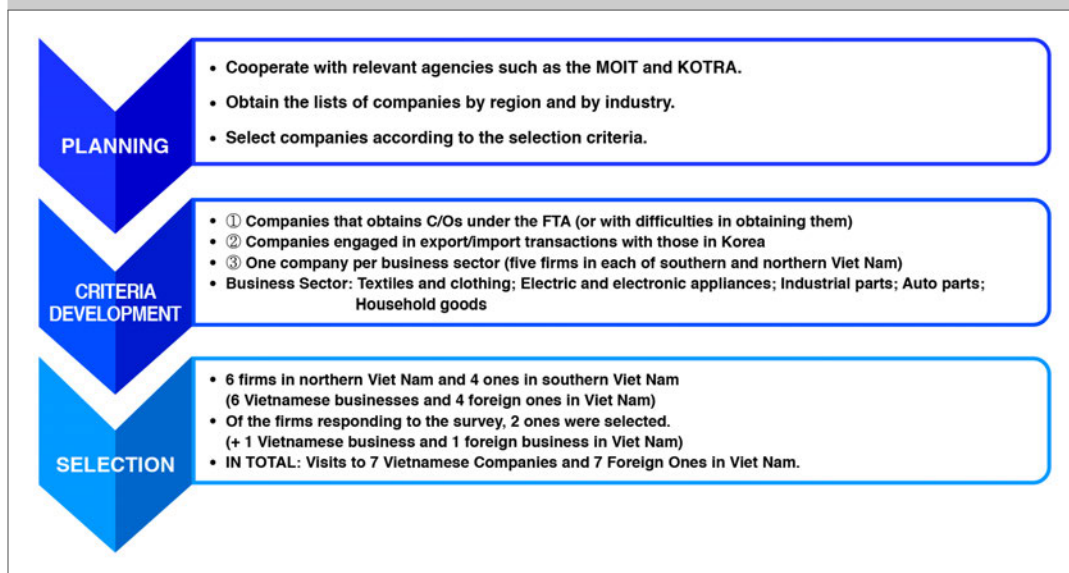 PLANNING
• Cooperate with relevant agencies such as the MOIT and KOTRA.
• Obtain the lists of companies by region and by industry.
• Select companies according to the selection criteria.
CRITERIA
DEVELOPMENT
• ① Companies that obtains C/Os under the FTA (or with difficulties in obtaining them)
• ② Companies engaged in export/import transactions with those in Korea
• ③ One company per business sector (five firms in each of southern and northern Viet Nam)
• Business Sector: Textiles and clothing; Electric and electronic appliances; Industrial parts; Auto parts;
Household goods
SELECTION
• 6 firms in northern Viet Nam and 4 ones in southern Viet Nam
(6 Vietnamese businesses and 4 foreign ones in Viet Nam)
• Of the firms responding to the survey, 2 ones were selected.
(+ 1 Vietnamese business and 1 foreign business in Viet Nam)
• IN TOTAL: Visits to 7 Vietnamese Companies and 7 Foreign Ones in Viet Nam.